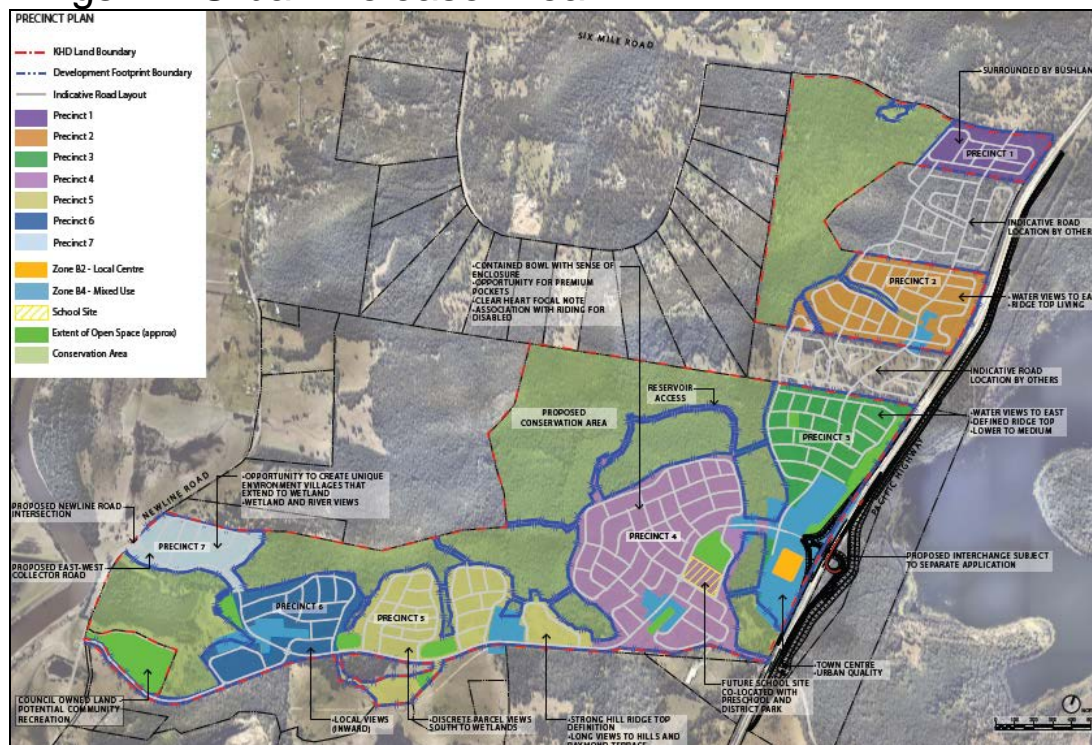 PRECINCT PLAN
KHD Land Boundary
Development Footprint Boundary
Indicative Road Layout
Precinct 1
Precinct 2
Precinct 3
Precinct 4
Precinct 5
Precinct 6
Precinct 7
Zone B2 - Local Centre
Zone B4 - Mixed Use
School Site
Extent of Open Space (approx)
Conservation Area
SIX MILE ROAD
SURROUNDED BY BUSHLAN
PRECINCT 1
INDICATIVE ROAD
LOCATION BY OTHERS
•CONTAINED BOWL WITH SENSE OF
ENCLOSURE
•OPPORTUNITY FOR PREMIUM
POCKETS
•CLEAR HEART FOCAL NOTE
•ASSOCIATION WITH RIDING FOR
DISABLED
PRECINCT 2
•WATER VIEWS TO EAS
•RIDGE TOP LIVING
INDICATIVE ROAD
LOCATION BY OTHERS
RESERVOIR
ACCESS
PROPOSED
CONSERVATION AREA
PRECINCT 3
•WATER VIEWS TO EAST
•DEFINED RIDGE TOP
•LOWER TO MEDIUM
PACIFIC HIGHWAY
•OPPORTUNITY TO CREATE UNIQUE
ENVIRONMENT VILLAGES THAT
EXTEND TO WETLAND
•WETLAND AND RIVER VIEWS
NEWLINE ROAD
PROPOSED NEWLINE ROAD
INTERSECTION
PRECINCT 7
PROPOSED EAST-WEST
COLLECTOR ROAD
PRECINCT 4
PROPOSED INTERCHANGE SUBJECT
TO SEPARATE APPLICATION
PRECINCT 6
PRECINCT 5
COUNCIL OWNED LAND
POTENTIAL COMMUNITY
RECREATION
•LOCAL VIEWS
(INWARD)
•DISCRETE PARCEL VIEWS
SOUTH TO WETLANDS
•STRONG HILL RIDGE TOP
DEFINITION
•LONG VIEWS TO HILLS AND
RAYMOND TERRACE
FUTURE SCHOOL SITE
CO-LOCATED WITH
PRESCHOOL AND
DISTRICT PARK
•TOWN CENTRE
•URBAN QUALITY